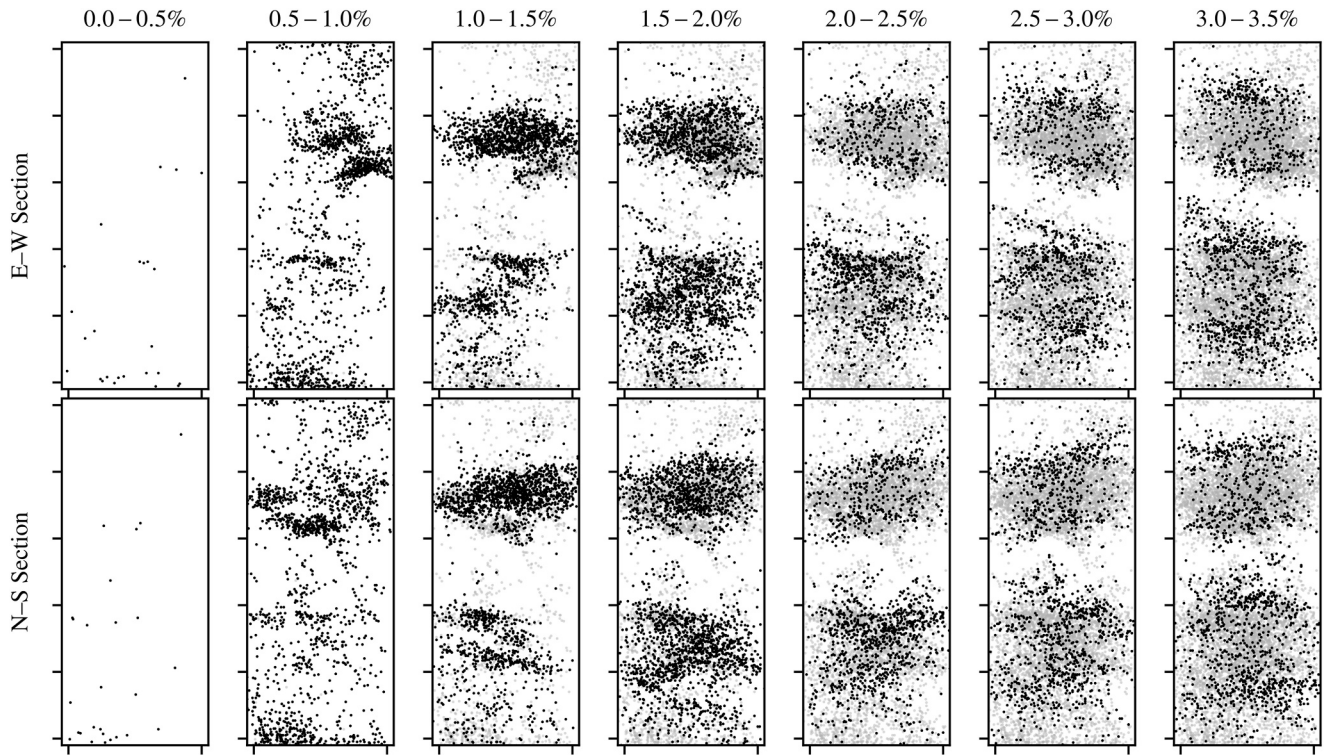 0.0 – 0.5%
0.5 – 1.0%
1.0 – 1.5%
1.5 – 2.0%
2.0 – 2.5%
2.5 – 3.0%
3.0 – 3.5%
E–W Section
N–S Section